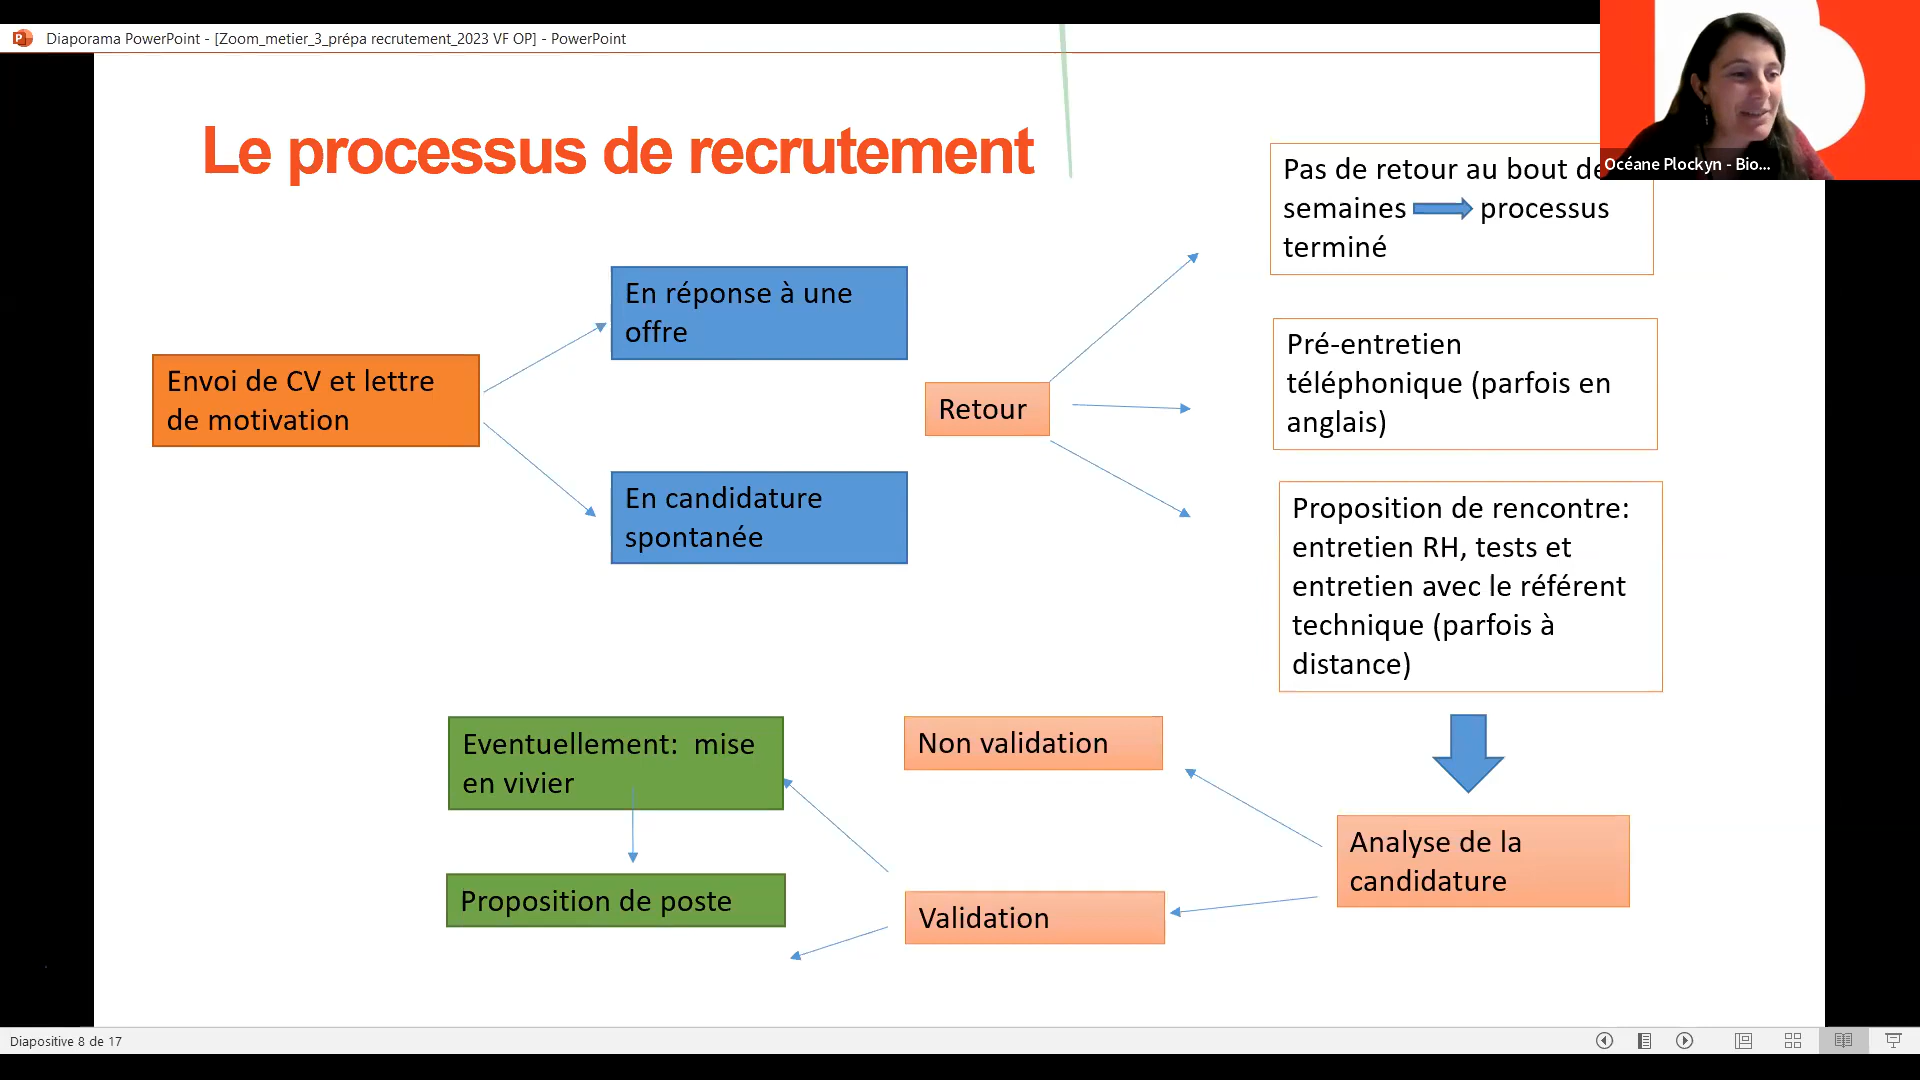 Diaporama PowerPoint - [Zoom_metier_3_prépa recrutement_2023 VF OP] - PowerPoint
Océane Plockyn - Bio...
Le processus de recrutement
Pas de retour au bout de
semaines processus
terminé
En réponse à une
offre
Envoi de CV et lettre
de motivation
Retour
Pré-entretien
téléphonique (parfois en
anglais)
En candidature
spontanée
Proposition de rencontre:
entretien RH, tests et
entretien avec le référent
technique (parfois à
distance)
Eventuellement: mise
en vivier
Non validation
Analyse de la
candidature
Proposition de poste
Validation
Diapositive 8 de 17